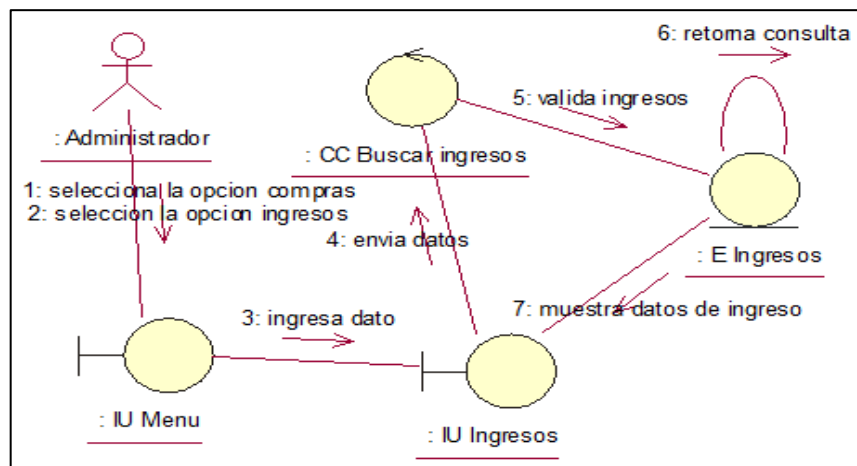 6: retorna consulta
5: valida ingresos
: Administrador
: CC Buscar ingresos
1: selecciona la opcion compras
2: seleccion la opcion ingresos
4: envia datos
: E Ingresos
3: ingresa dato
7: muestra datos de ingreso
: IU Menu
: IU Ingresos